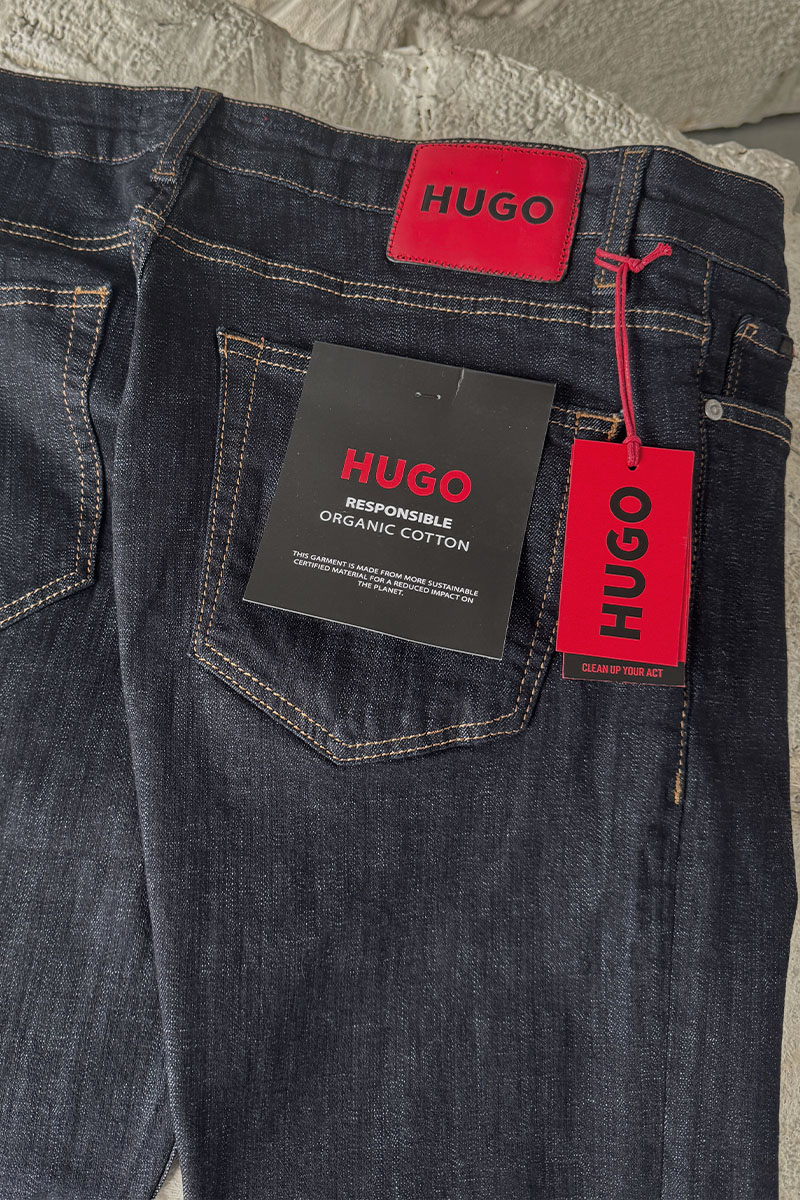 HUGO
HUGO
RESPONSIBLE
ORGANIC COTTON
THIS GARMENT IS MADE FROM MORE SUSTAINABLE
CERTIFIED MATERIAL FOR A REDUCED IMPACT ON
THE PLANET.
HUGO
CLEAN UP YOUR ACT